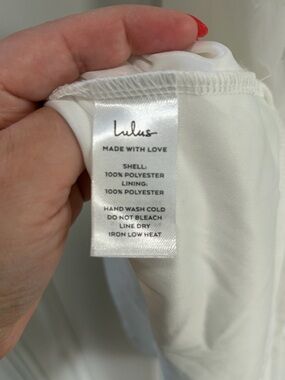 Lulus
MADE WITH LOVE
SHELL:
100% POLYESTER
LINING:
100% POLYESTER
HAND WASH COLD
DO NOT BLEACH
LINE DRY
IRON LOW HEAT